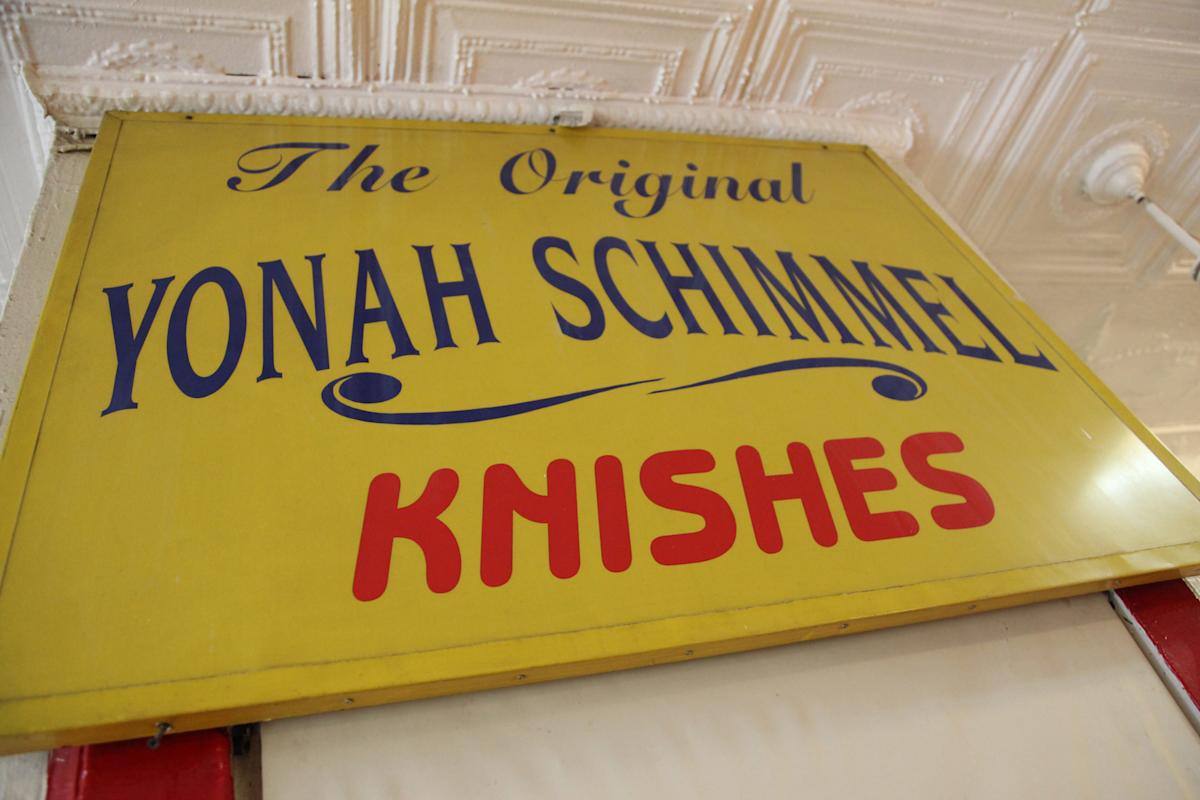 The Original
YONAH SCHIMMEL
KNISHES